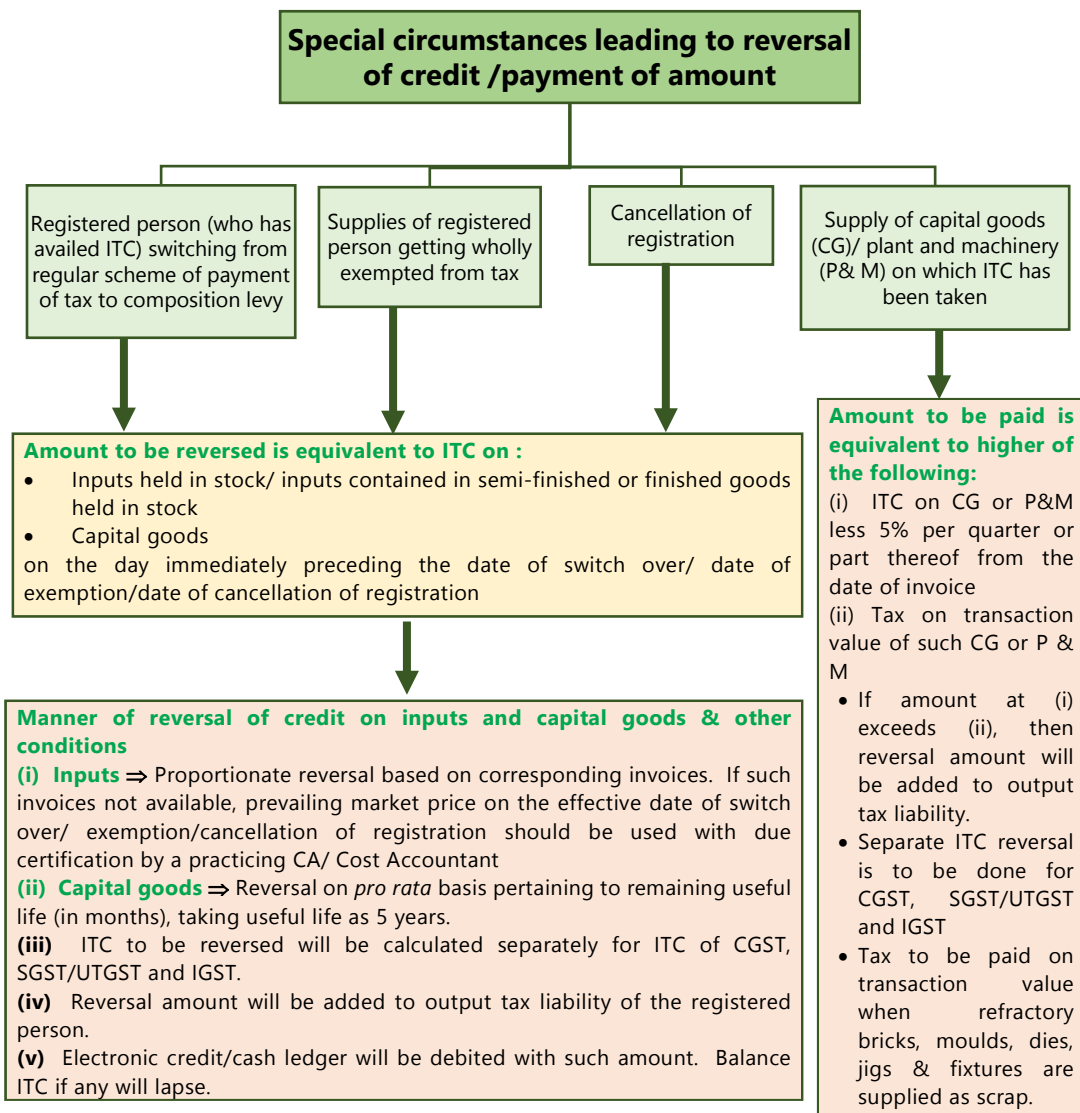 Special circumstances leading to reversal
of credit /payment of amount
Registered person (who has
availed ITC) switching from
regular scheme of payment
of tax to composition levy
Supplies of registered
person getting wholly
exempted from tax
Cancellation of
registration
Supply of capital goods
(CG)/ plant and machinery
(P& M) on which ITC has
been taken
Amount to be reversed is equivalent to ITC on :
• Inputs held in stock/ inputs contained in semi-finished or finished goods
held in stock
• Capital goods
on the day immediately preceding the date of switch over/ date of
exemption/date of cancellation of registration
Manner of reversal of credit on inputs and capital goods & other
conditions
(i) Inputs ⇒ Proportionate reversal based on corresponding invoices. If such
invoices not available, prevailing market price on the effective date of switch
over/ exemption/cancellation of registration should be used with due
certification by a practicing CA/ Cost Accountant
(ii) Capital goods ⇒ Reversal on pro rata basis pertaining to remaining useful
life (in months), taking useful life as 5 years.
(iii) ITC to be reversed will be calculated separately for ITC of CGST,
SGST/UTGST and IGST.
(iv) Reversal amount will be added to output tax liability of the registered
person.
(v) Electronic credit/cash ledger will be debited with such amount. Balance
ITC if any will lapse.
Amount to be paid is
equivalent to higher of
the following:
(i) ITC on CG or P&M
less 5% per quarter or
part thereof from the
date of invoice
(ii) Tax on transaction
value of such CG or P &
M
• If amount at (i)
exceeds (ii), then
reversal amount will
be added to output
tax liability.
• Separate ITC reversal
is to be done for
CGST, SGST/UTGST
and IGST
• Tax to be paid on
transaction value
when refractory
bricks, moulds, dies,
jigs & fixtures are
supplied as scrap.